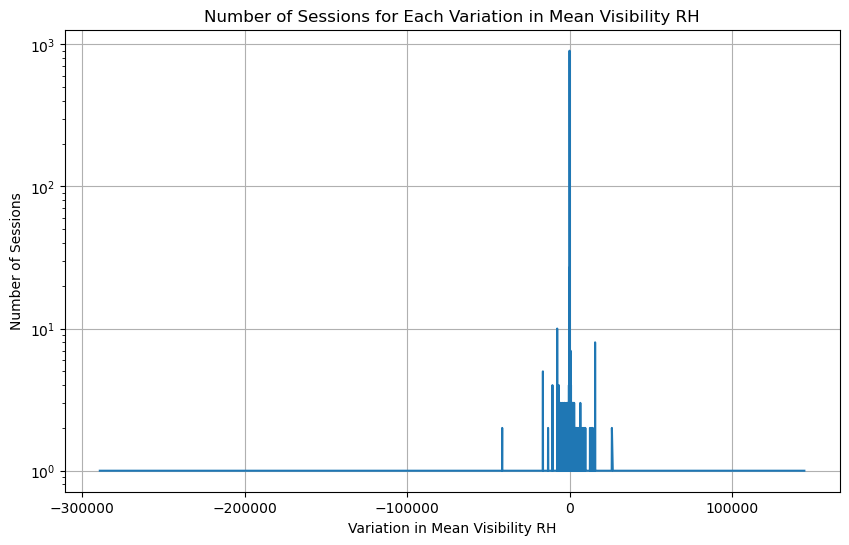 Number of Sessions for Each Variation in Mean Visibility RH
Number of Sessions
10³
10²
10¹
10⁰
−300000 −200000 −100000 0 100000
Variation in Mean Visibility RH